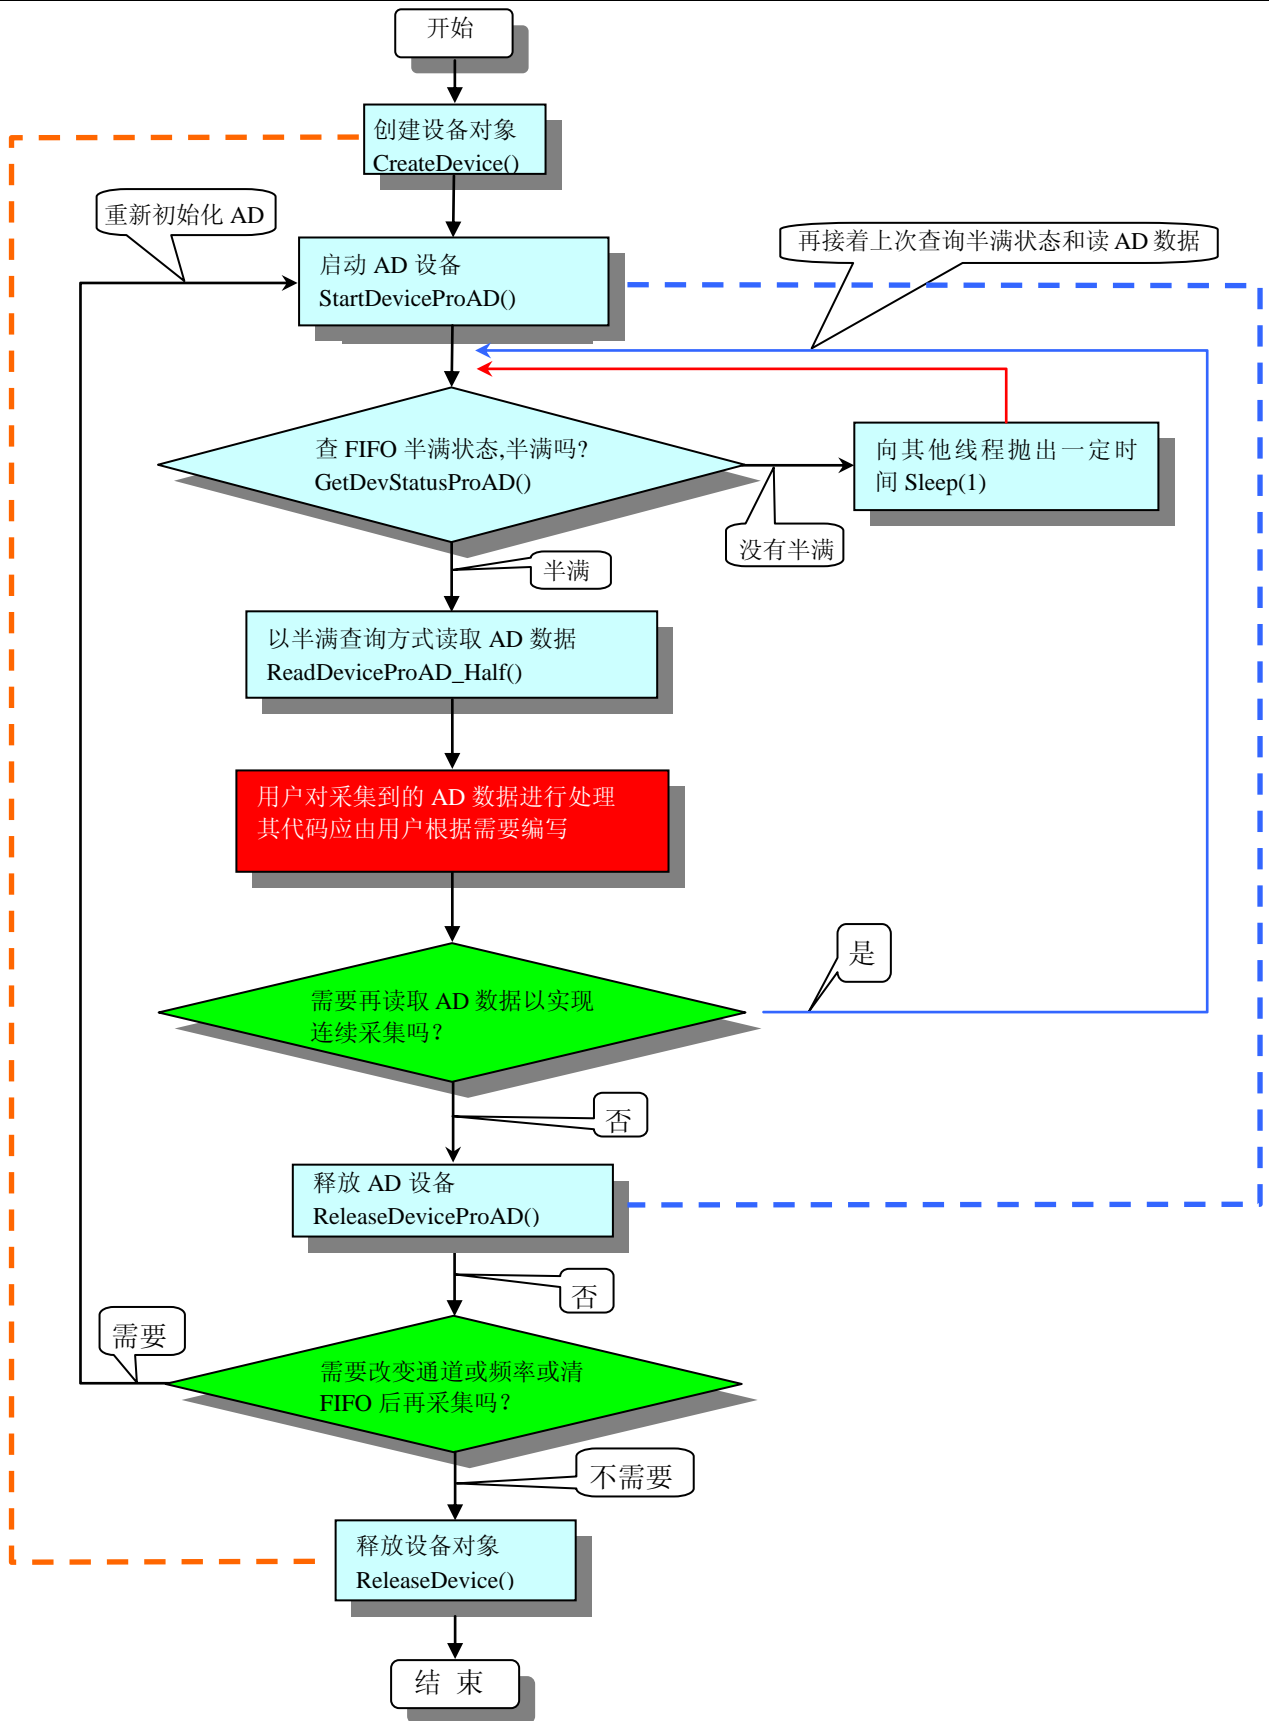 开始
创建设备对象
CreateDevice()
重新初始化 AD
再接着上次查询半满状态和读 AD 数据
启动 AD 设备
StartDeviceProAD()
查 FIFO 半满状态,半满吗?
GetDevStatusProAD()
向其他线程抛出一定时
间 Sleep(1)
没有半满
半满
以半满查询方式读取 AD 数据
ReadDeviceProAD_Half()
用户对采集到的 AD 数据进行处理
其代码应由用户根据需要编写
是
需要再读取 AD 数据以实现
连续采集吗?
否
释放 AD 设备
ReleaseDeviceProAD()
否
需要
需要改变通道或频率或清
FIFO 后再采集吗?
不需要
释放设备对象
ReleaseDevice()
结 束